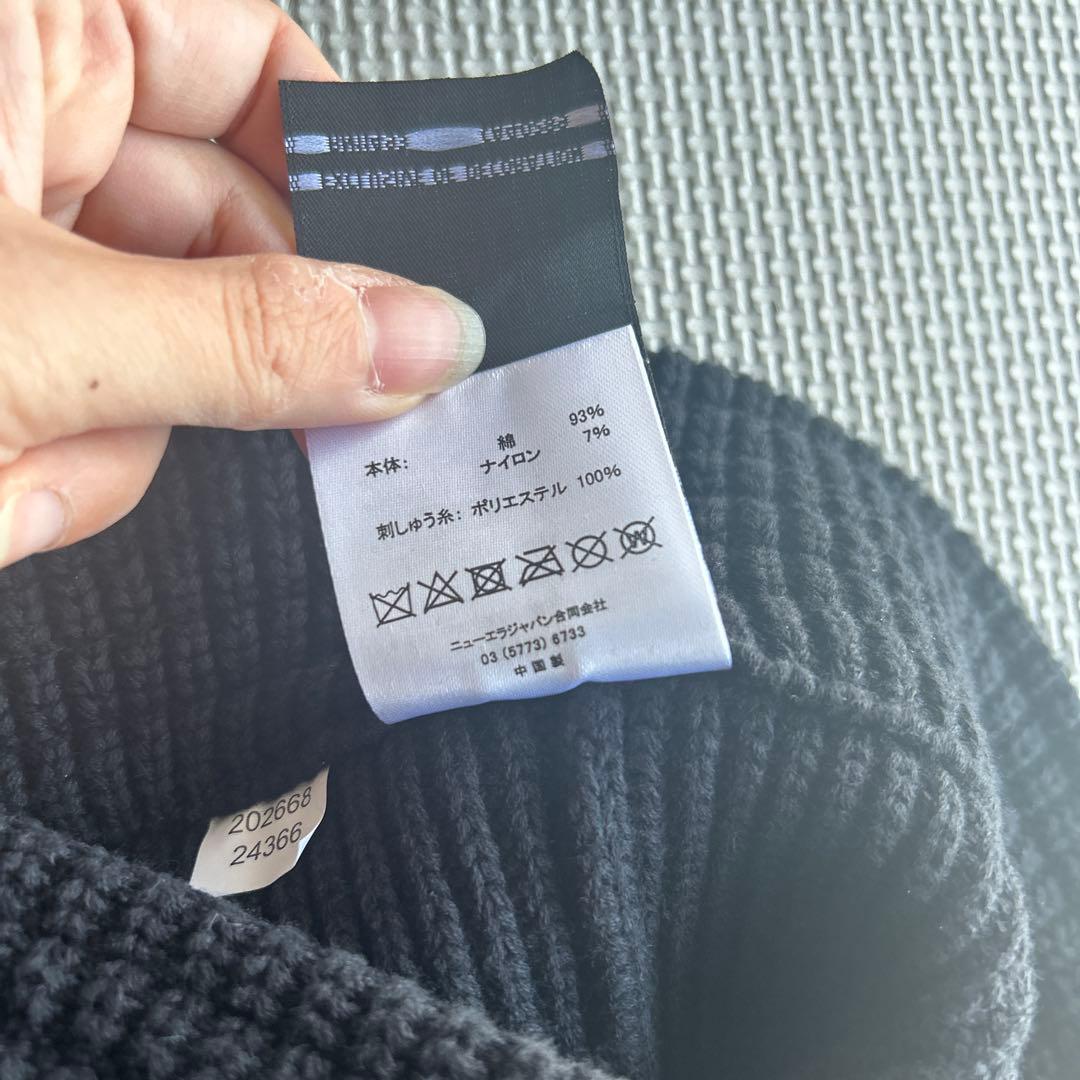 綿 93%
本体: ナイロン 7%
刺しゅう糸: ポリエステル 100%
ニューエラジャパン合同会社
03 (5773) 6733
中国製
202668
24366